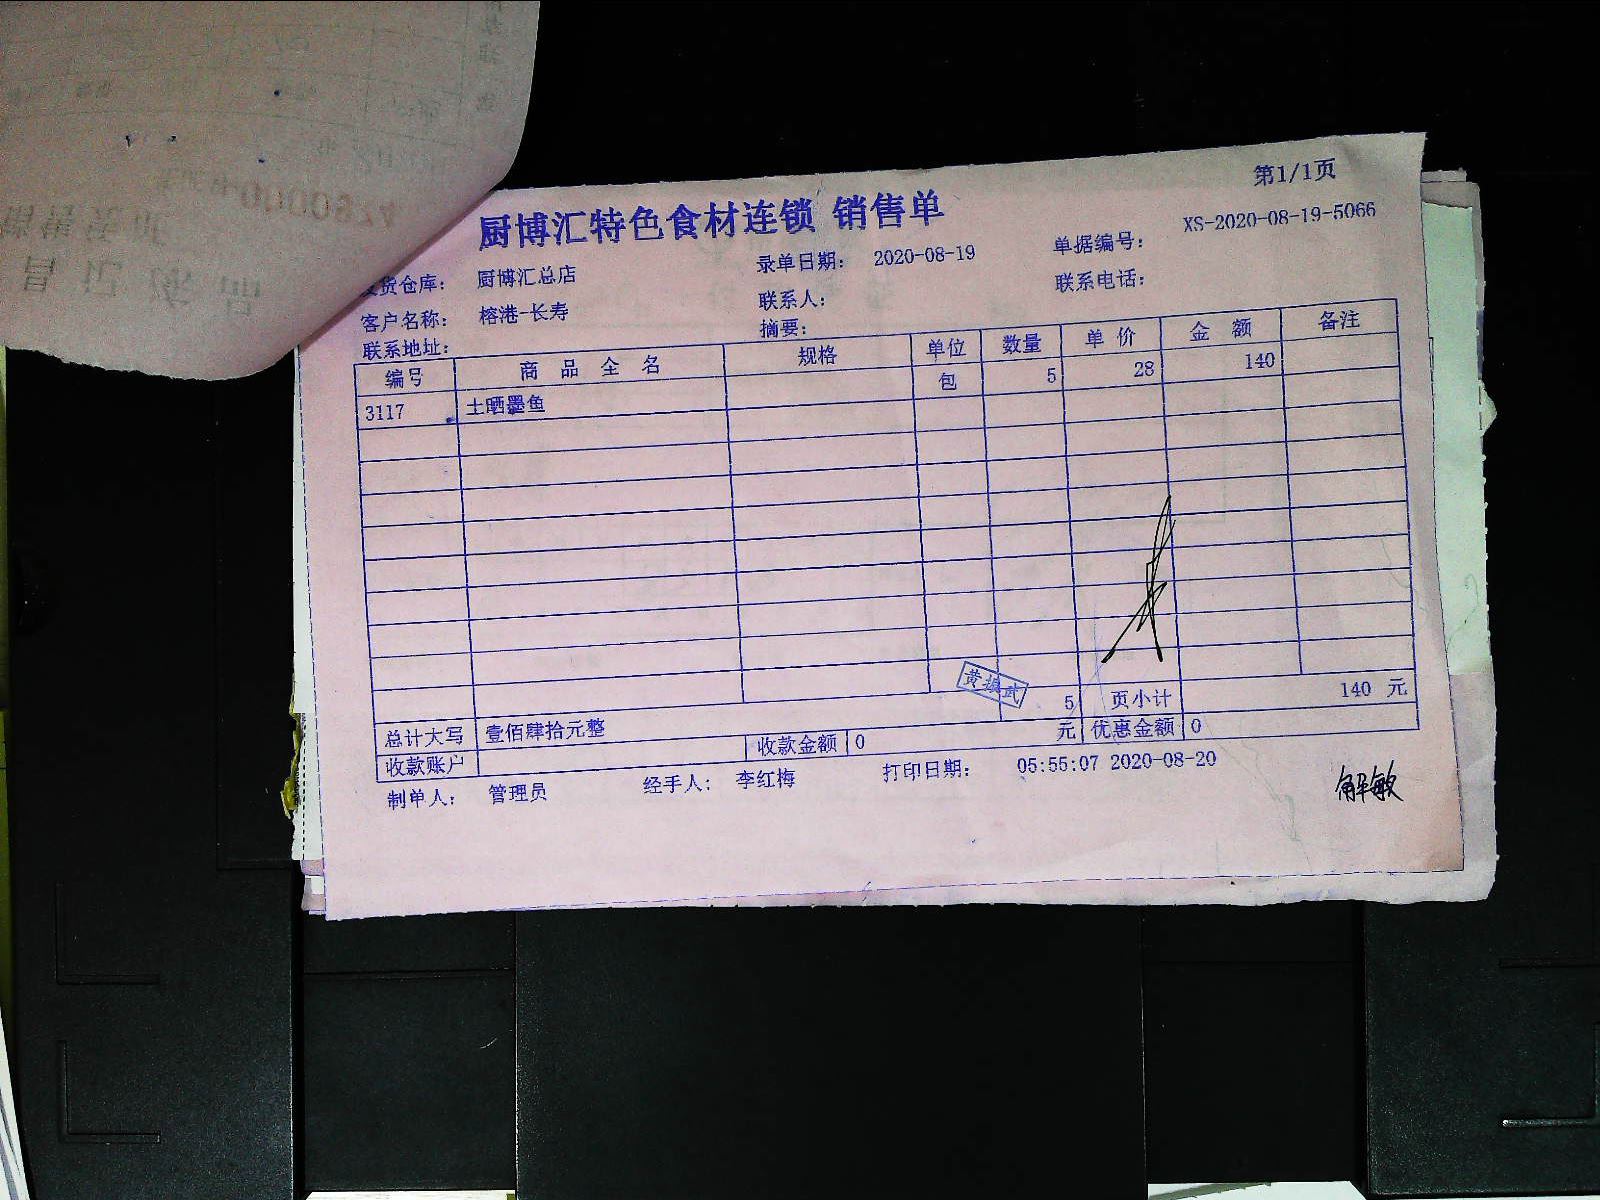 第1/1页
厨博汇特色食材连锁 销售单
货仓库： 厨博汇总店 录单日期： 2020-08-19 单据编号： XS-2020-08-19-5066
客户名称： 榕港-长寿 联系人： 联系电话：
联系地址： 摘要：
编号 商品全名 规格 单位 数量 单价 金额 备注
3117 土晒墨鱼 包 5 28 140
黄振武
5 页小计 140 元
总计大写 壹佰肆拾元整 元 优惠金额 0
收款账户 收款金额 0
制单人： 管理员 经手人： 李红梅 打印日期： 05:55:07 2020-08-20
解敏